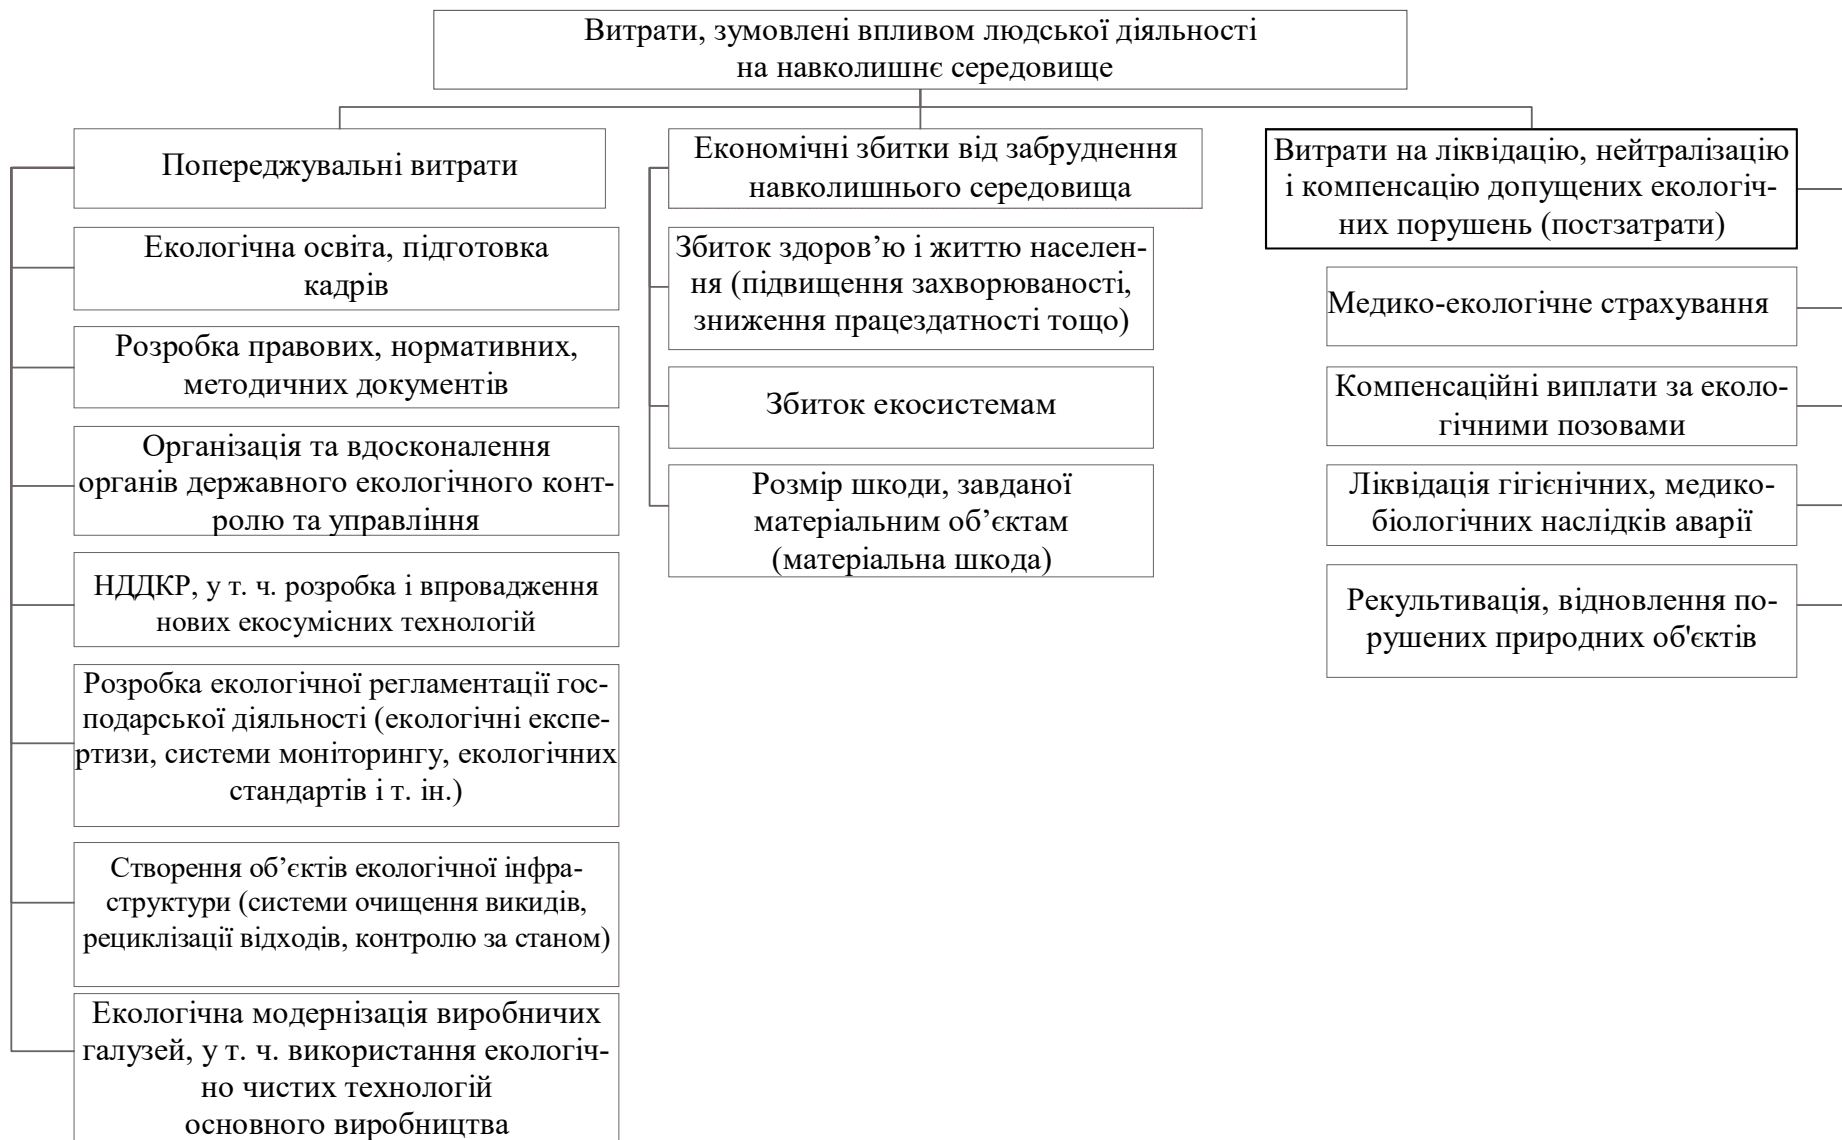 Витрати, зумовлені впливом людської діяльності
на навколишнє середовище
Попереджувальні витрати
Екологічна освіта, підготовка
кадрів
Розробка правових, нормативних,
методичних документів
Організація та вдосконалення
органів державного екологічного конт-
ролю та управління
НДДКР, у т. ч. розробка і впровадження
нових екосумісних технологій
Розробка екологічної регламентації гос-
подарської діяльності (екологічні експе-
ртизи, системи моніторингу, екологічних
стандартів і т. ін.)
Створення об’єктів екологічної інфра-
структури (системи очищення викидів,
рециклізації відходів, контролю за станом)
Екологічна модернізація виробничих
галузей, у т. ч. використання екологіч-
но чистих технологій
основного виробництва
Економічні збитки від забруднення
навколишнього середовища
Збиток здоров’ю і життю населен-
ня (підвищення захворюваності,
зниження працездатності тощо)
Збиток екосистемам
Розмір шкоди, завданої
матеріальним об’єктам
(матеріальна шкода)
Витрати на ліквідацію, нейтралізацію
і компенсацію допущених екологіч-
них порушень (постзатрати)
Медико-екологічне страхування
Компенсаційні виплати за еколо-
гічними позовами
Ліквідація гігієнічних, медико-
біологічних наслідків аварії
Рекультивація, відновлення по-
рушених природних об'єктів